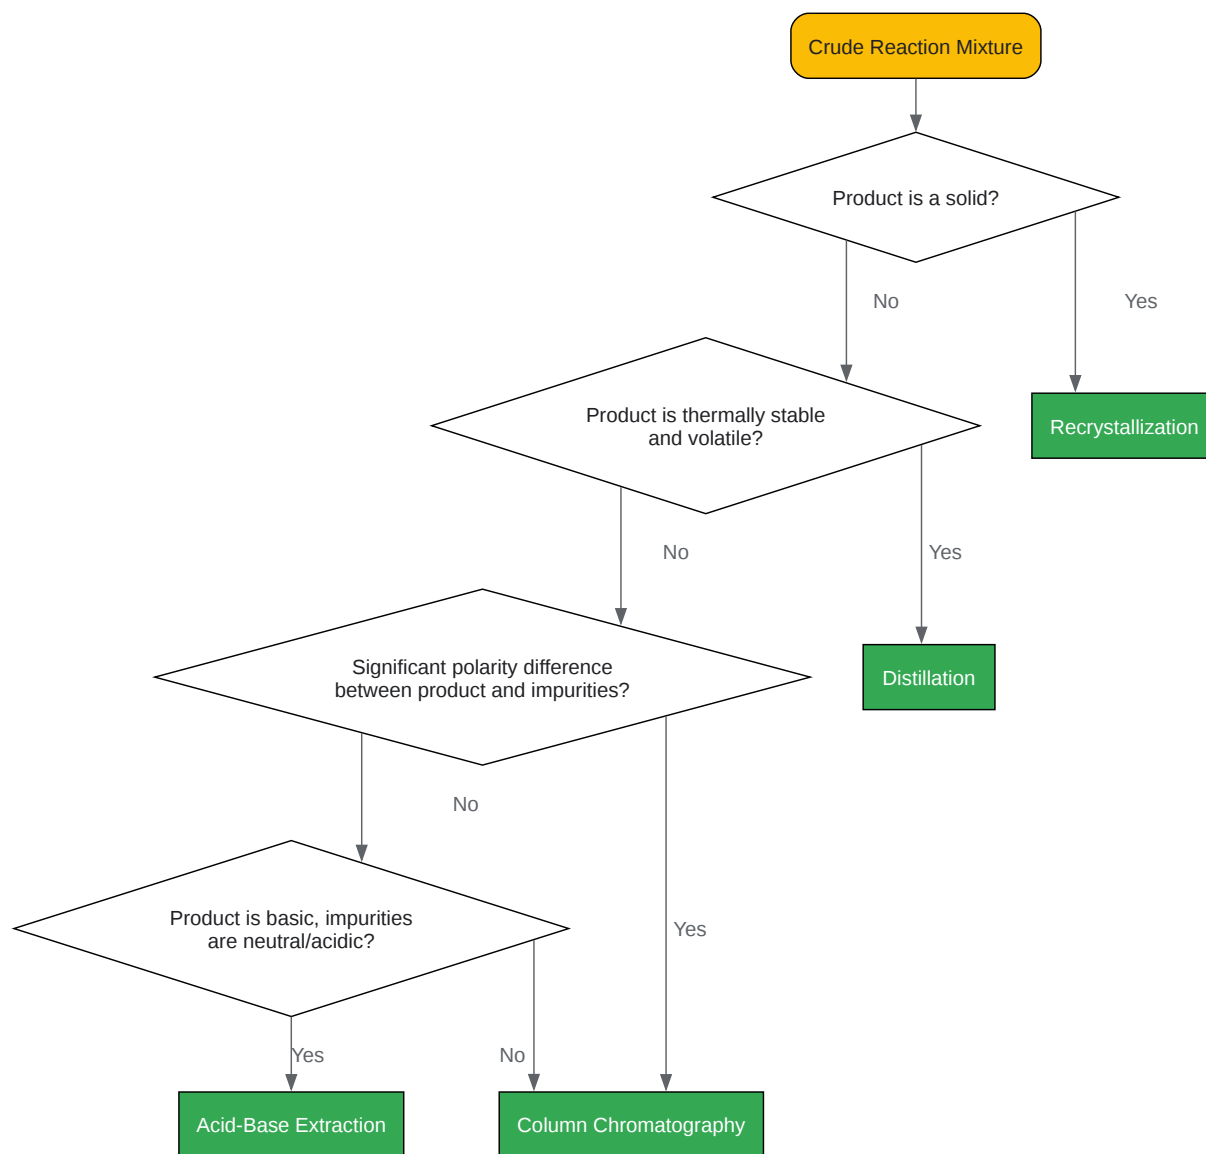 Crude Reaction Mixture
Product is a solid?
No
Yes
Product is thermally stable
and volatile?
Recrystallization
No
Yes
Significant polarity difference
between product and impurities?
Distillation
No
Product is basic, impurities
are neutral/acidic?
Yes
Yes
No
Acid-Base Extraction
Column Chromatography